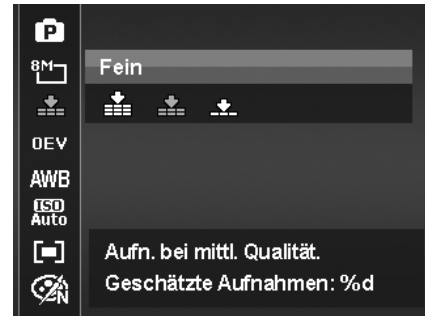 P
8M
Fein
0EV
AWB
ISO
Auto
Aufn. bei mittl. Qualität.
Geschätzte Aufnahmen: %d
N